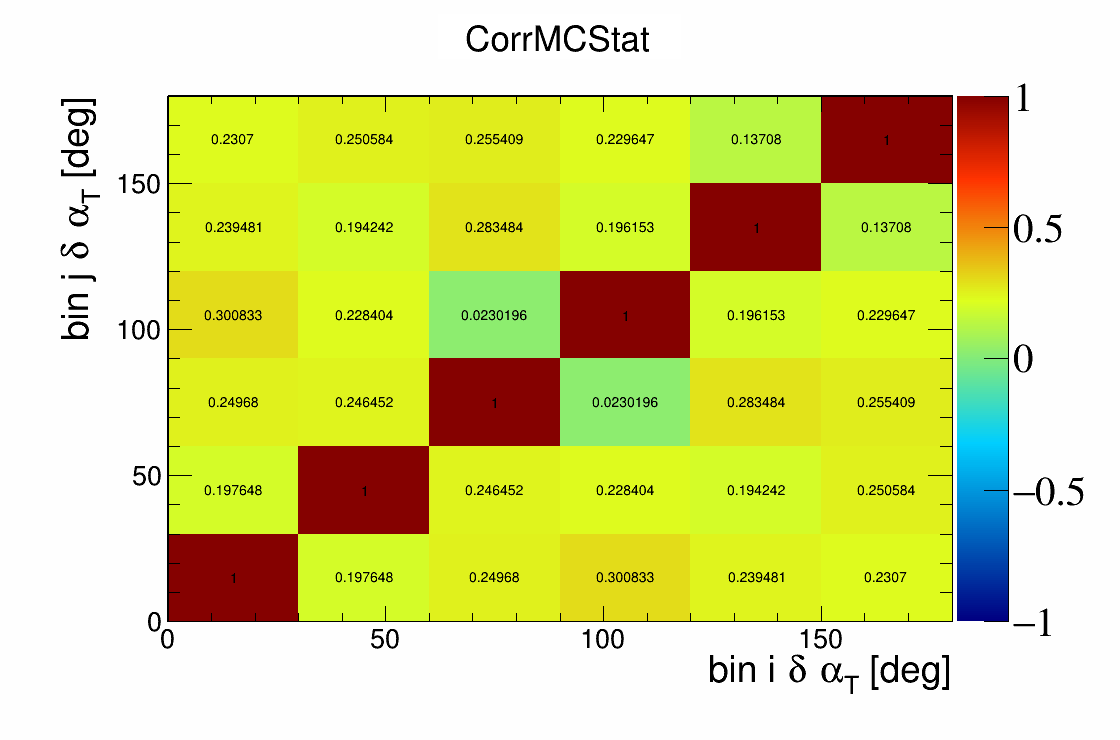 CorrMCStat
bin j δ α_T [deg]
0.2307 0.250584 0.255409 0.229647 0.13708 1
0.239481 0.194242 0.283484 0.196153 1 0.13708
0.300833 0.228404 0.0230196 1 0.196153 0.229647
0.24968 0.246452 1 0.0230196 0.283484 0.255409
0.197648 1 0.246452 0.228404 0.194242 0.250584
1 0.197648 0.24968 0.300833 0.239481 0.2307
150
100
50
0
0 50 100 150
bin i δ α_T [deg]
1
0.5
0
−0.5
−1